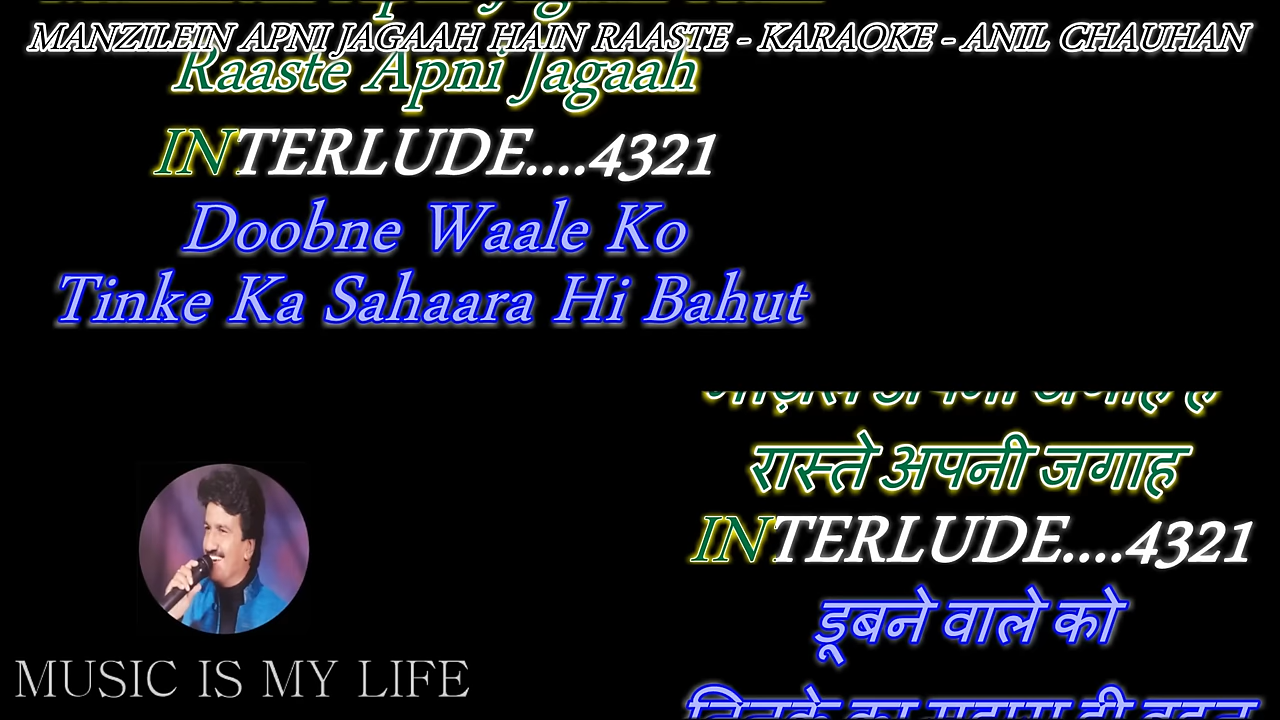 MANZILEIN APNI JAGAAH HAIN RAASTE - KARAOKE - ANIL CHAUHAN
Raaste Apni Jagaah
INTERLUDE....4321
Doobne Waale Ko
Tinke Ka Sahaara Hi Bahut
रास्ते अपनी जगाह
INTERLUDE....4321
डूबने वाले को
MUSIC IS MY LIFE